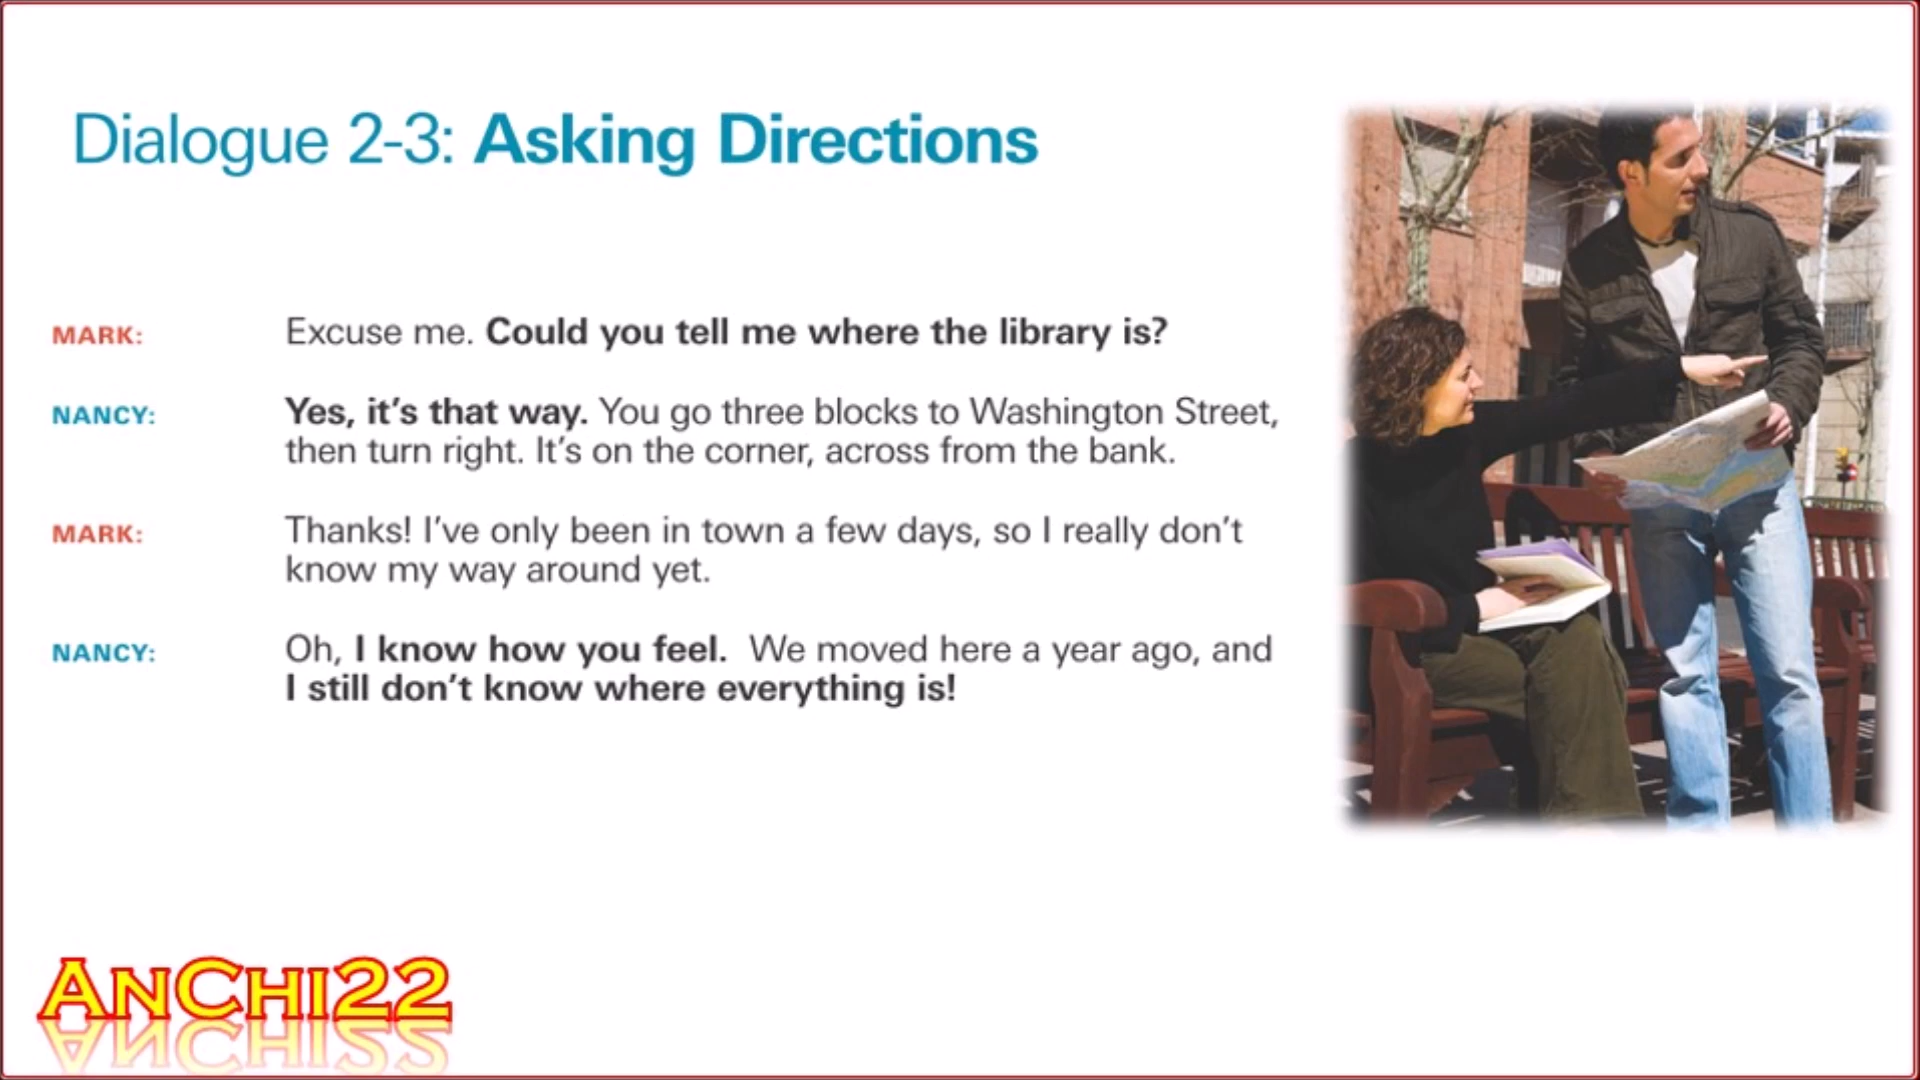 Dialogue 2-3: Asking Directions
MARK: Excuse me. Could you tell me where the library is?
NANCY: Yes, it's that way. You go three blocks to Washington Street,
then turn right. It's on the corner, across from the bank.
MARK: Thanks! I've only been in town a few days, so I really don't
know my way around yet.
NANCY: Oh, I know how you feel. We moved here a year ago, and
I still don't know where everything is!
ANCHI22